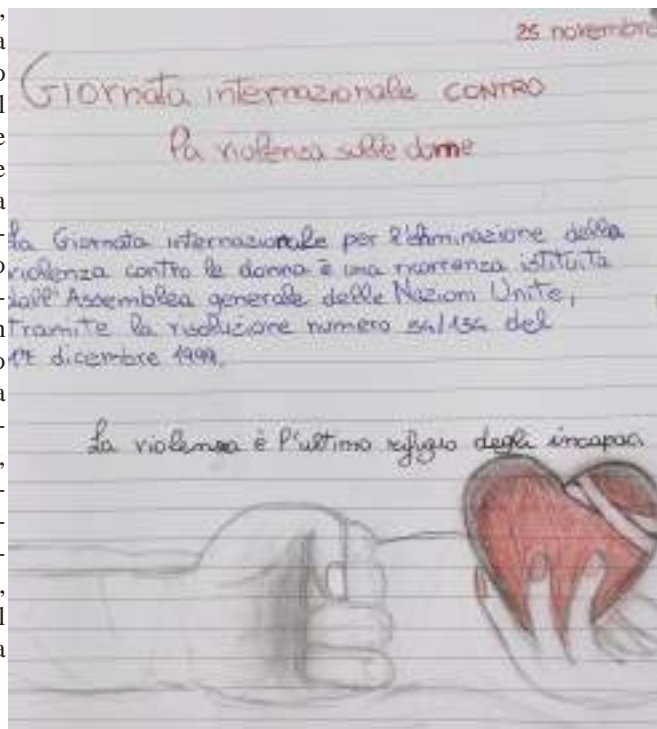 25 novembre
Giornata internazionale CONTRO
la violenza sulle donne
La Giornata internazionale per l'eliminazione della
violenza contro le donne è una ricorrenza istituita
dall'Assemblea generale delle Nazioni Unite,
tramite la risoluzione numero 54/134 del
17 dicembre 1999.
La violenza è l'ultimo rifugio degli incapaci